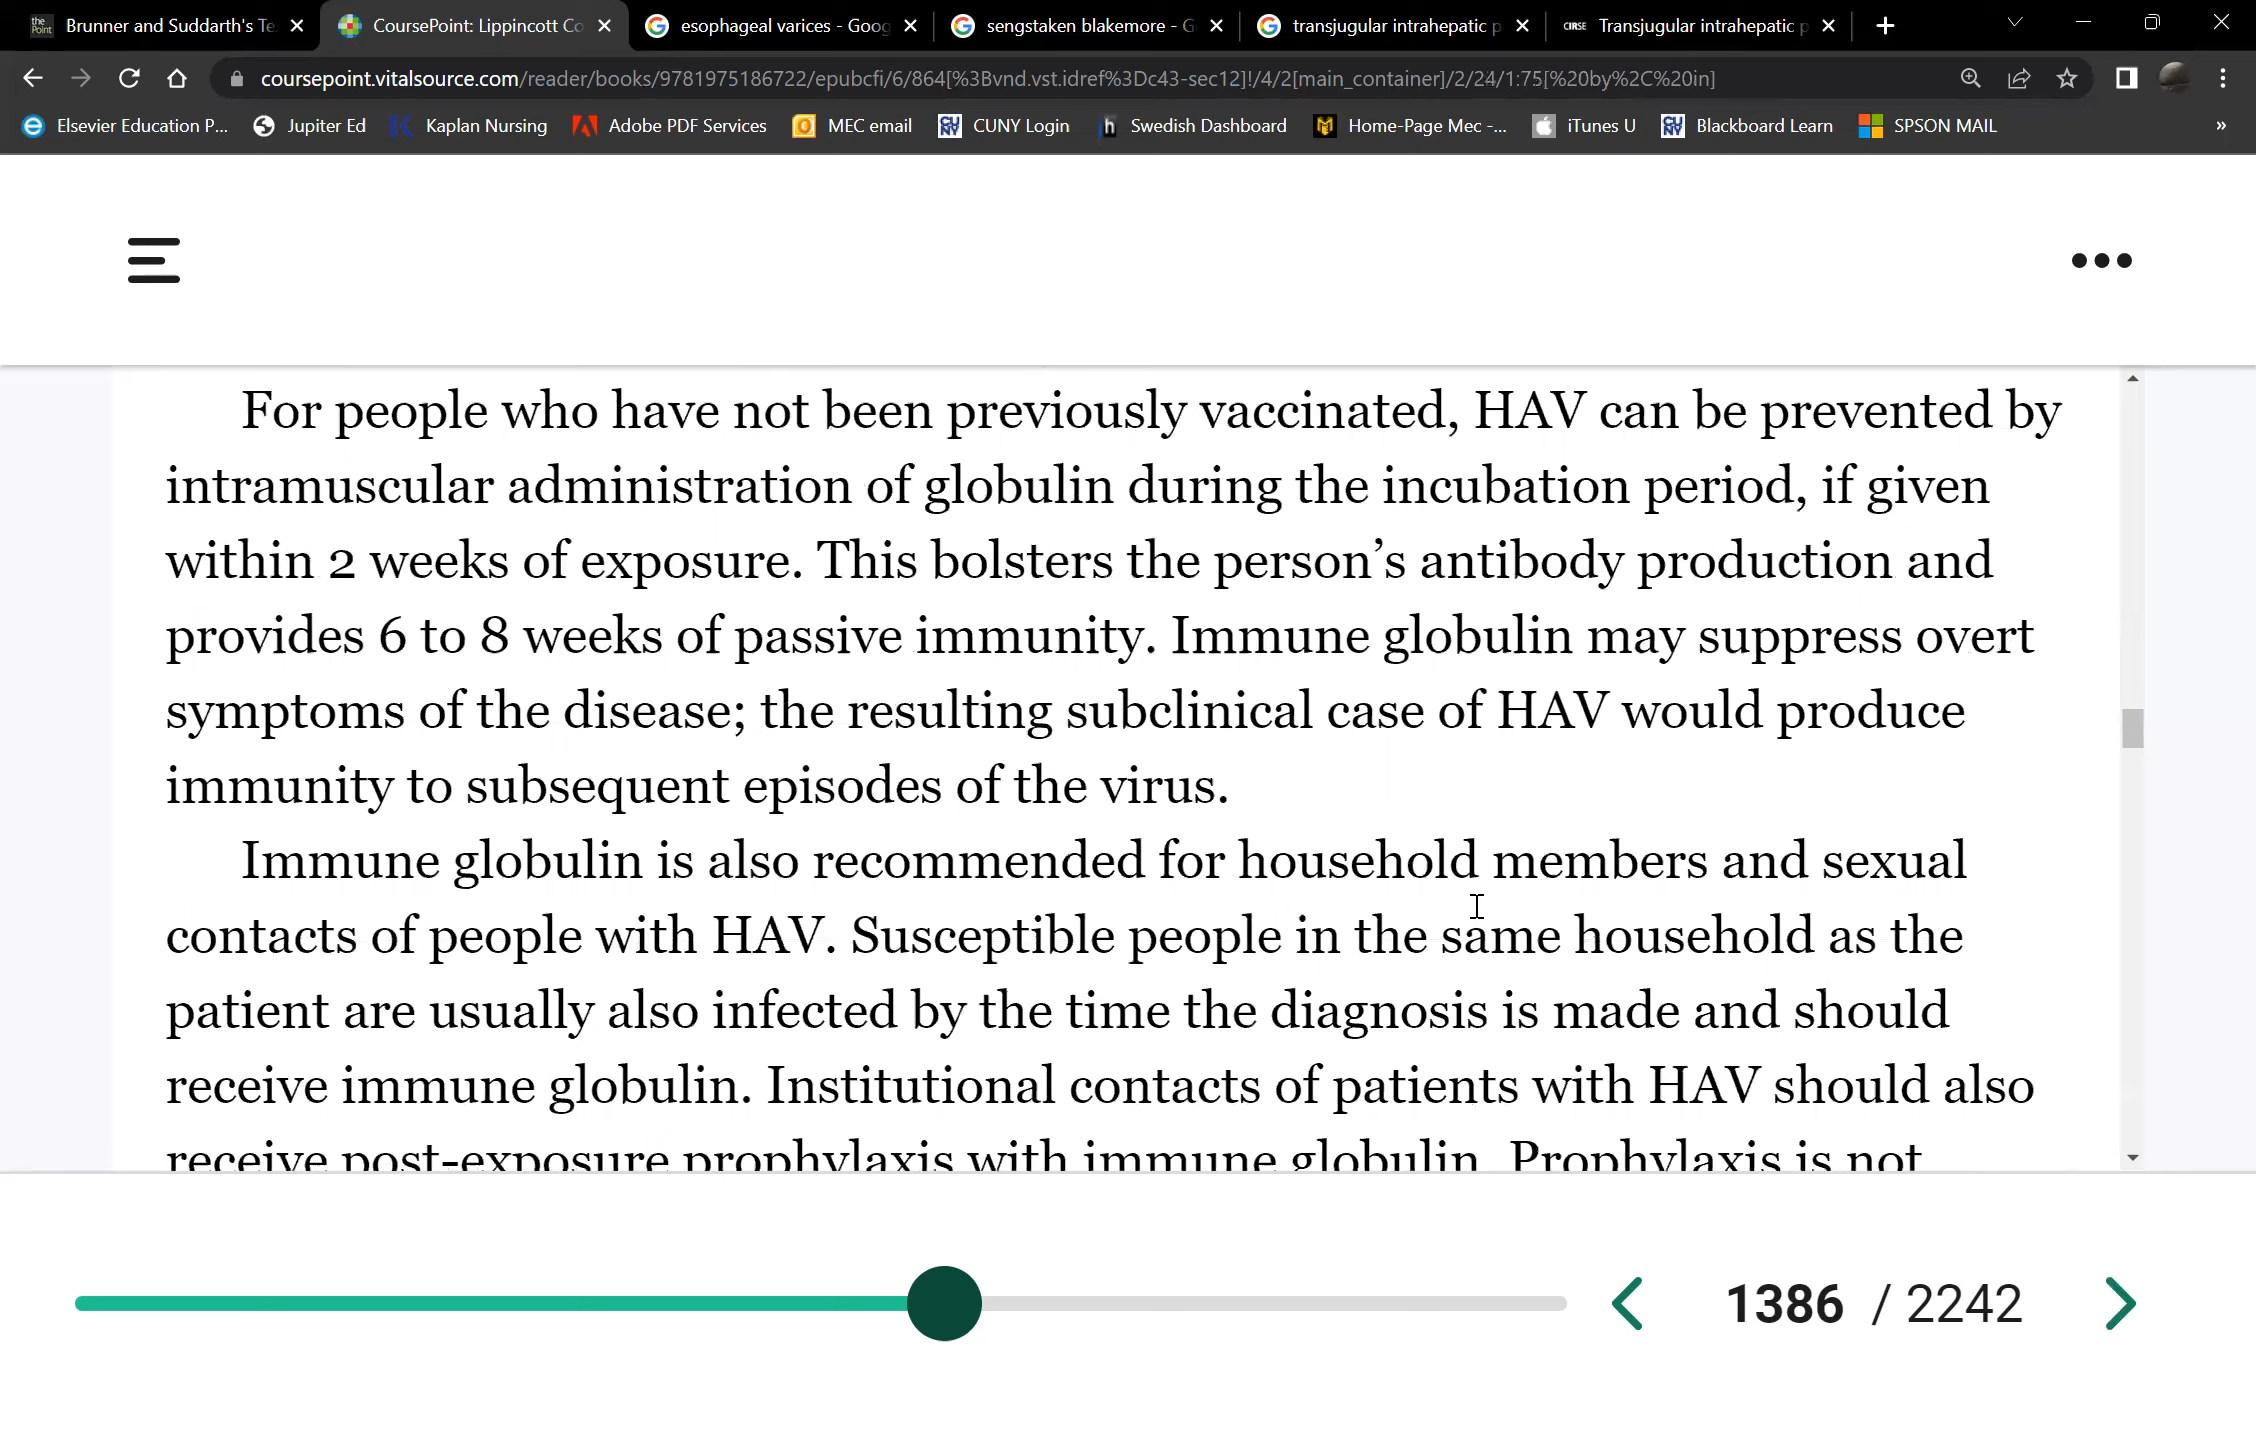 the Point Brunner and Suddarth's Te CoursePoint: Lippincott Co esophageal varices - Goog sengstaken blakemore - G transjugular intrahepatic p CIRSE Transjugular intrahepatic p
coursepoint.vitalsource.com/reader/books/9781975186722/epubcfi/6/864[%3Bvnd.vst.idref%3Dc43-sec12]!/4/2[main_container]/2/24/1:75[%20by%2C%20in]
Elsevier Education P... Jupiter Ed Kaplan Nursing Adobe PDF Services MEC email CUNY Login Swedish Dashboard Home-Page Mec -... iTunes U Blackboard Learn SPSON MAIL »
For people who have not been previously vaccinated, HAV can be prevented by
intramuscular administration of globulin during the incubation period, if given
within 2 weeks of exposure. This bolsters the person’s antibody production and
provides 6 to 8 weeks of passive immunity. Immune globulin may suppress overt
symptoms of the disease; the resulting subclinical case of HAV would produce
immunity to subsequent episodes of the virus.
Immune globulin is also recommended for household members and sexual
contacts of people with HAV. Susceptible people in the same household as the
patient are usually also infected by the time the diagnosis is made and should
receive immune globulin. Institutional contacts of patients with HAV should also
receive post-exposure prophylaxis with immune globulin. Prophylaxis is not
1386 / 2242